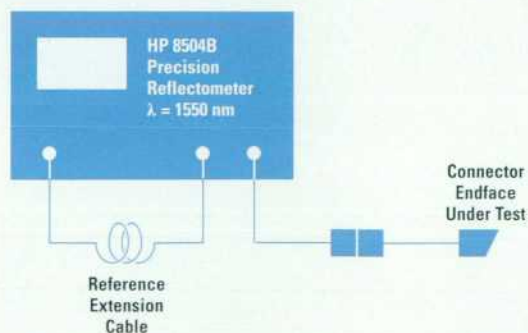 HP 8504B
Precision
Reflectometer
λ = 1550 nm
Connector
Endface
Under Test
Reference
Extension
Cable